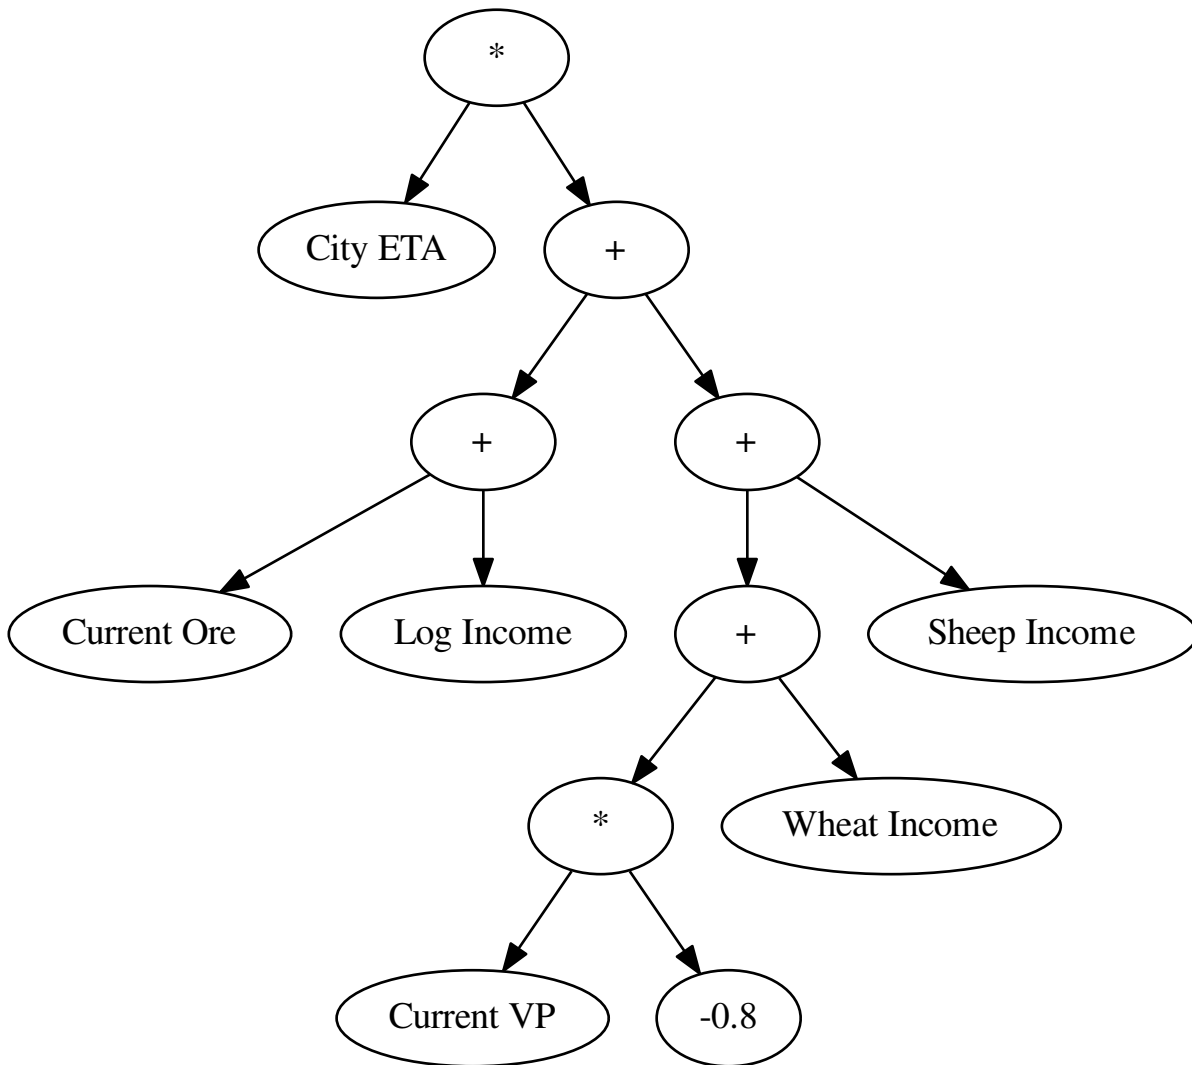 *
City ETA
+
+
+
Current Ore
Log Income
+
Sheep Income
*
Wheat Income
Current VP
-0.8